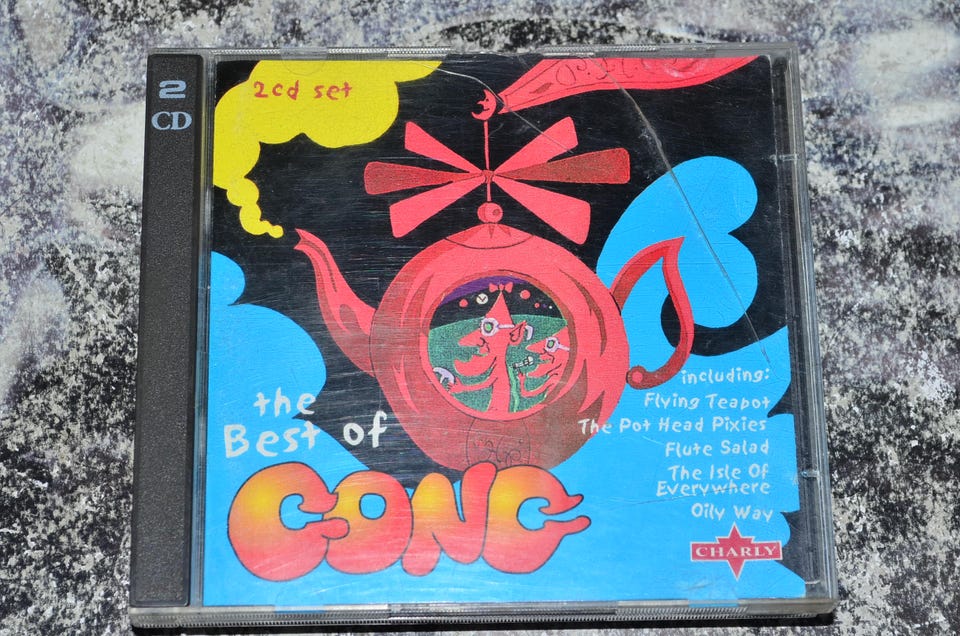 2
CD
2cd set
the
Best of
GONG
including:
Flying Teapot
The Pot Head Pixies
Flute Salad
The Isle Of
Everywhere
Oily Way
CHARLY